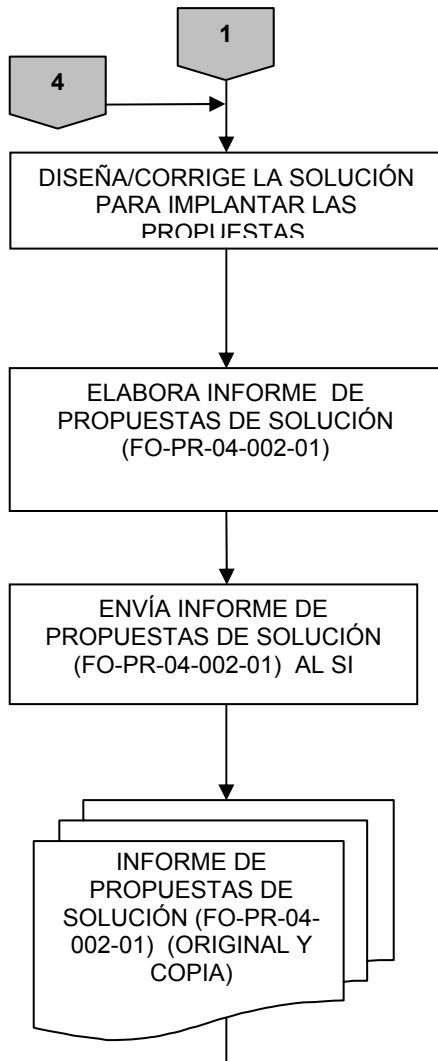 1
4
DISEÑA/CORRIGE LA SOLUCIÓN
PARA IMPLANTAR LAS
PROPUESTAS
ELABORA INFORME DE
PROPUESTAS DE SOLUCIÓN
(FO-PR-04-002-01)
ENVÍA INFORME DE
PROPUESTAS DE SOLUCIÓN
(FO-PR-04-002-01) AL SI
INFORME DE
PROPUESTAS DE
SOLUCIÓN (FO-PR-04-
002-01) (ORIGINAL Y
COPIA)